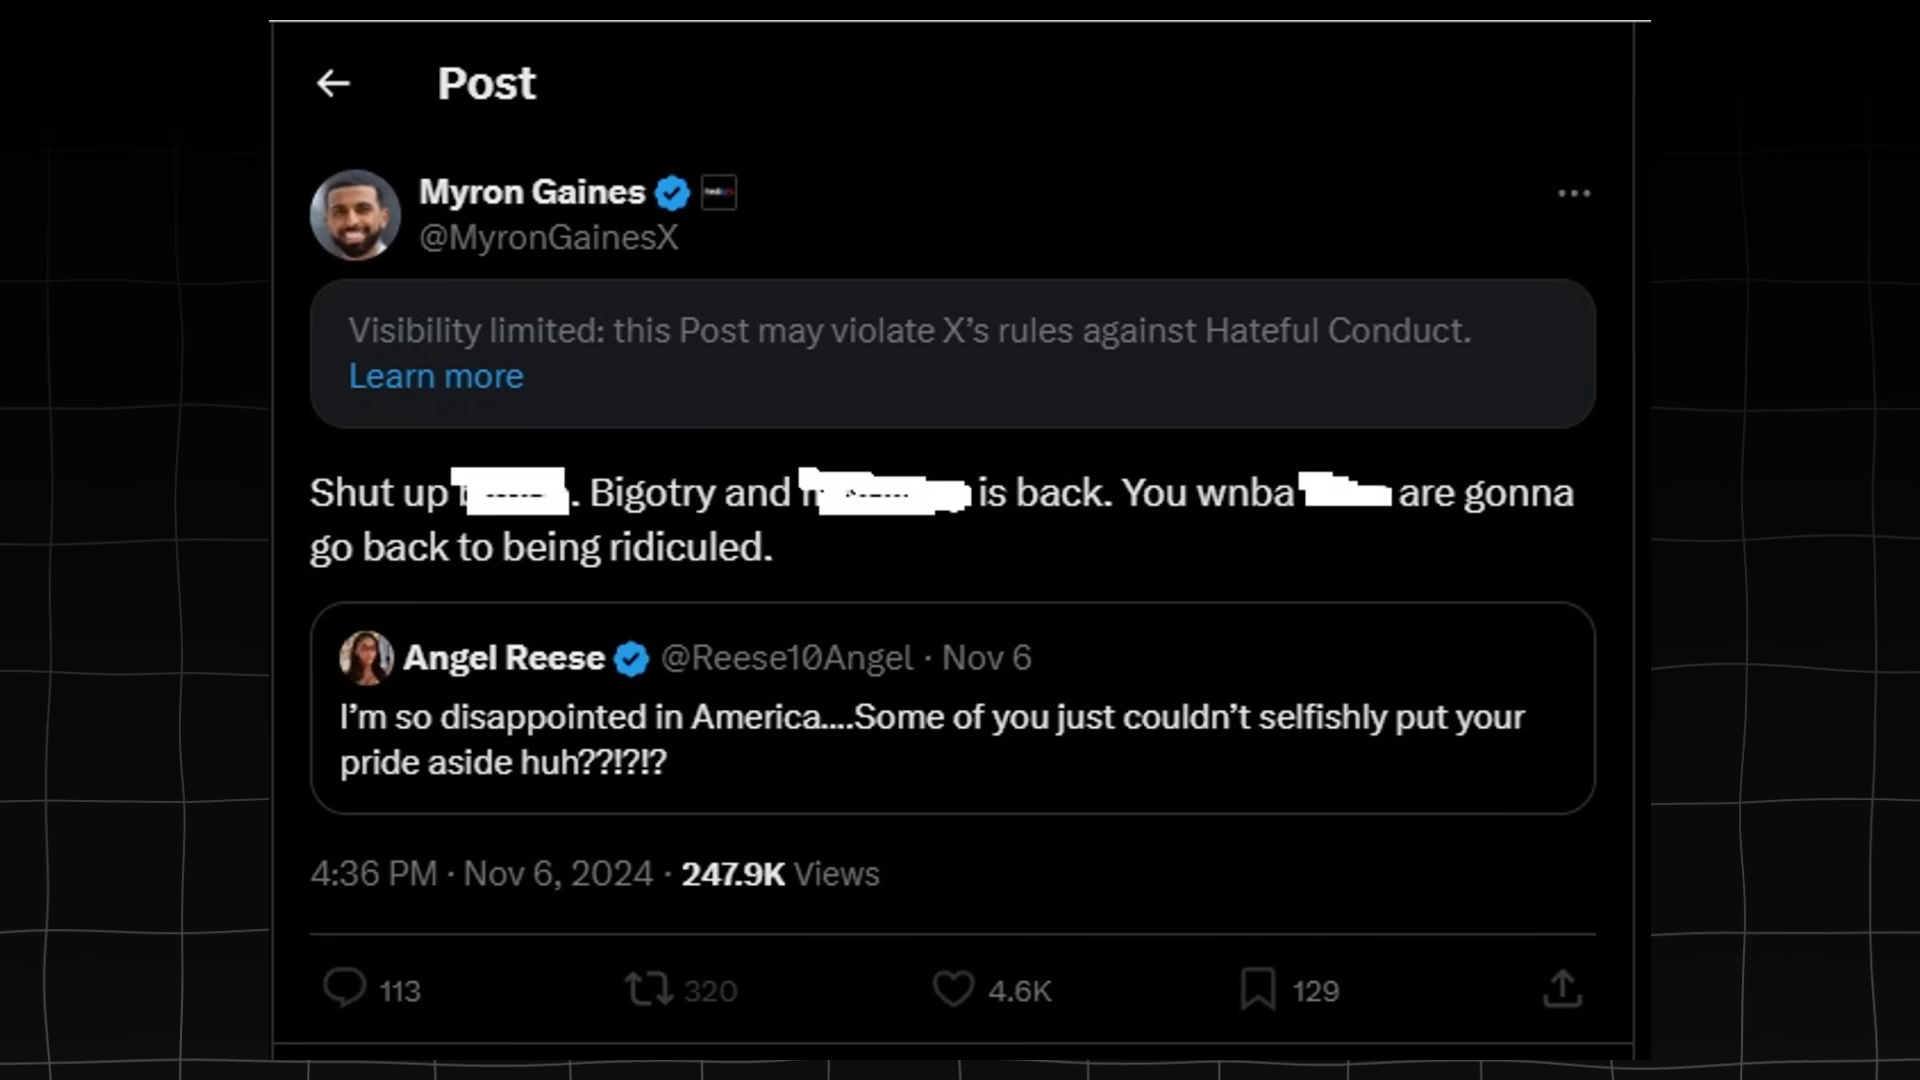 Post
Myron Gaines
@MyronGainesX
Visibility limited: this Post may violate X's rules against Hateful Conduct.
Learn more
Shut up . Bigotry and is back. You wnba are gonna
go back to being ridiculed.
Angel Reese @Reese10Angel · Nov 6
I'm so disappointed in America....Some of you just couldn't selfishly put your
pride aside huh??!?!?
4:36 PM · Nov 6, 2024 · 247.9K Views
113 320 4.6K 129